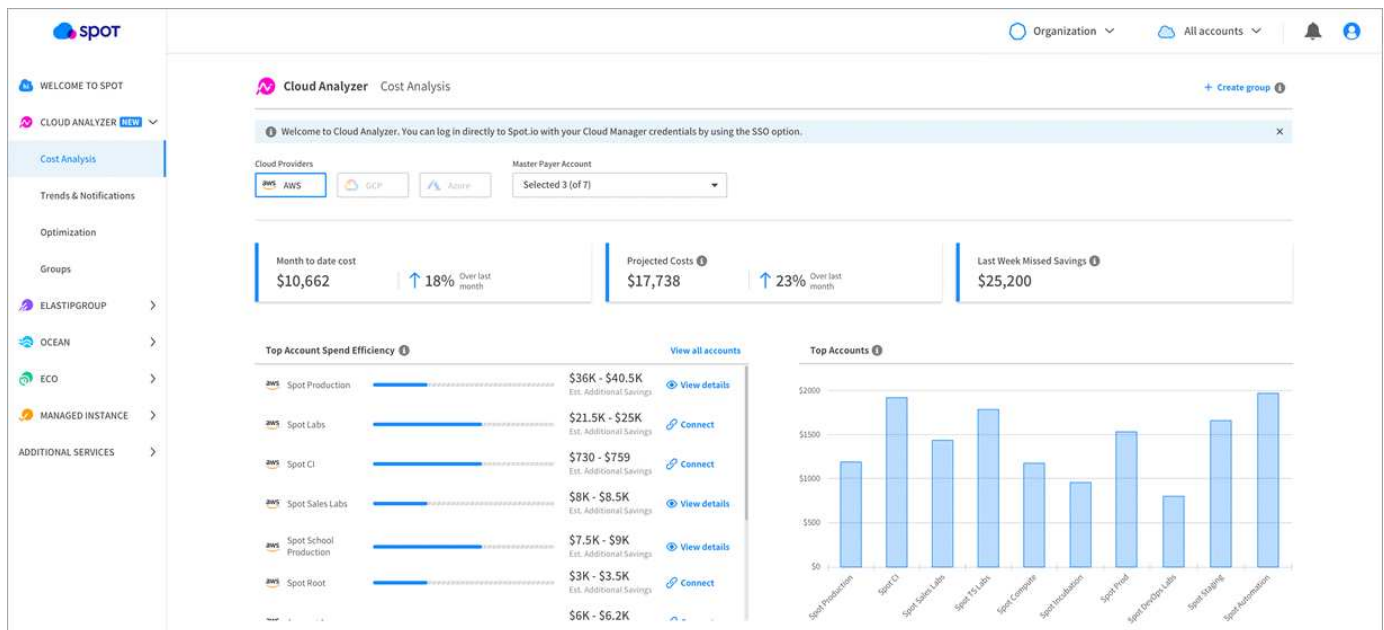 spot
Organization
All accounts
WELCOME TO SPOT
CLOUD ANALYZER NEW
Cost Analysis
Trends & Notifications
Optimization
Groups
ELASTIPGROUP
OCEAN
ECO
MANAGED INSTANCE
ADDITIONAL SERVICES
Cloud Analyzer Cost Analysis
+ Create group
Welcome to Cloud Analyzer. You can log in directly to Spot.io with your Cloud Manager credentials by using the SSO option.
Cloud Providers
aws AWS
GCP
Azure
Master Payer Account
Selected 3 (of 7)
Month to date cost
$10,662
18% Over last
month
Projected Costs
$17,738
23% Over last
month
Last Week Missed Savings
$25,200
Top Account Spend Efficiency
View all accounts
aws Spot Production
$36K - $40.5K
Est. Additional Savings
View details
aws Spot Labs
$21.5K - $25K
Est. Additional Savings
Connect
aws Spot CI
$730 - $759
Est. Additional Savings
Connect
aws Spot Sales Labs
$8K - $8.5K
Est. Additional Savings
View details
aws Spot School
Production
$7.5K - $9K
Est. Additional Savings
View details
aws Spot Root
$3K - $3.5K
Est. Additional Savings
Connect
$6K - $6.2K
Top Accounts
$2000
$1500
$1000
$500
$0
Spot Production
Spot CI
Spot Sales Labs
Spot TS Labs
Spot Compute
Spot Incubation
Spot Prod
Spot DevOps Labs
Spot Staging
Spot Automation